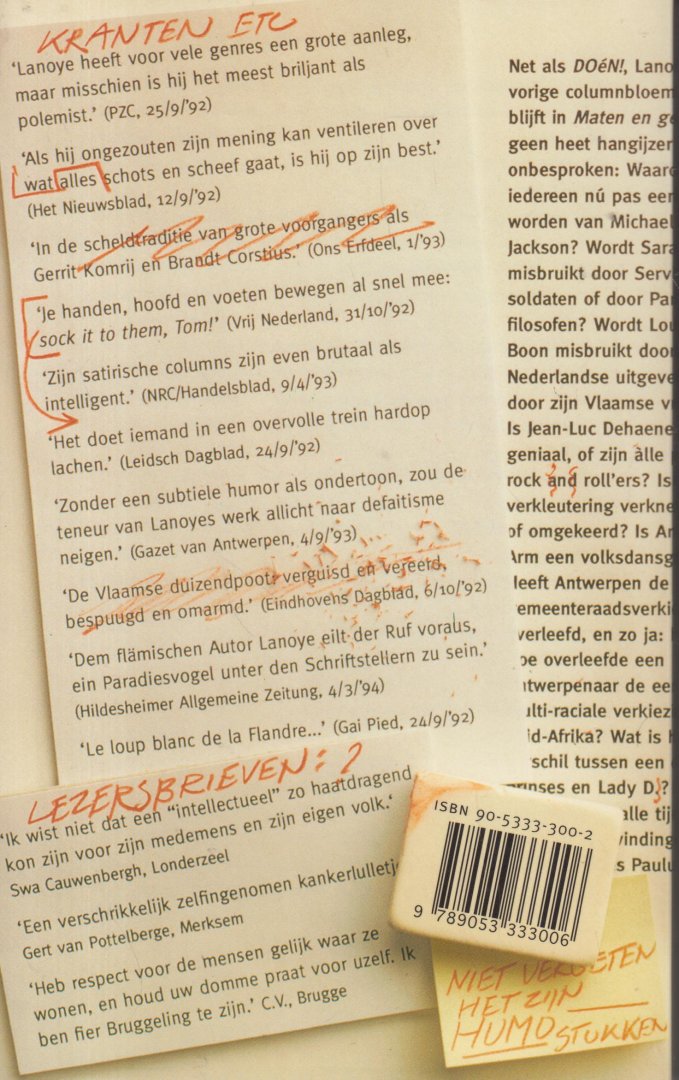 KRANTEN ETC
‘Lanoye heeft voor vele genres een grote aanleg,
maar misschien is hij het meest briljant als
polemist.’ (PZC, 25/9/’92)
‘Als hij ongezouten zijn mening kan ventileren over
wat alles schots en scheef gaat, is hij op zijn best.’
(Het Nieuwsblad, 12/9/’92)
‘In de scheldtraditie van grote voorgangers als
Gerrit Komrij en Brandt Corstius.’ (Ons Erfdeel, 1/’93)
‘Je handen, hoofd en voeten bewegen al snel mee:
sock it to them, Tom!’ (Vrij Nederland, 31/10/’92)
‘Zijn satirische columns zijn even brutaal als
intelligent.’ (NRC/Handelsblad, 9/4/’93)
‘Het doet iemand in een overvolle trein hardop
lachen.’ (Leidsch Dagblad, 24/9/’92)
‘Zonder een subtiele humor als ondertoon, zou de
teneur van Lanoyes werk allicht naar defaitisme
neigen.’ (Gazet van Antwerpen, 4/9/’93)
‘De Vlaamse duizendpoot: verguisd en vereerd,
bespuugd en omarmd.’ (Eindhovens Dagblad, 6/10/’92)
‘Dem flämischen Autor Lanoye eilt der Ruf voraus,
ein Paradiesvogel unter den Schriftstellern zu sein.’
(Hildesheimer Allgemeine Zeitung, 4/3/’94)
‘Le loup blanc de la Flandre...’ (Gai Pied, 24/9/’92)
LEZERSBRIEVEN: ?
‘Ik wist niet dat een “intellectueel” zo haatdragend
kon zijn voor zijn medemens en zijn eigen volk.‘
Swa Cauwenbergh, Londerzeel
‘Een verschrikkelijk zelfingenomen
Gert van Pottelberge, Merksem
‘Heb respect voor de mensen gelijk waar ze
wonen, en houd uw domme praat voor uzelf. Ik
ben fier Bruggeling te zijn.’ C.V., Brugge
Net als DOéN!, Lano
vorige columnbloem
blijft in Maten en ge
geen heet hangijzer
onbesproken: Waaro
iedereen nú pas een
worden van Michael
Jackson? Wordt Sara
misbruikt door Serv
soldaten of door Par
filosofen? Wordt Lou
Boon misbruikt door
Nederlandse uitgeve
door zijn Vlaamse v
Is Jean-Luc Dehaene
geniaal, of zijn àlle
rock and roll’ers? Is
verkleutering verkne
of omgekeerd? Is
Arm een volksdansg
Heeft Antwerpen de
emeenteraadsverki
verleefd, en zo ja:
oe overleefde een
ntwerpenaar de ee
ulti-raciale verkiez
id-Afrika? Wat is
schil tussen een
prinses en Lady D.?
alle tij
vinding
s Paulu
ISBN 90-5333-300-2
9 789053 333006
NIET VERGETEN
HET ZIJN
HUMO STUKKEN